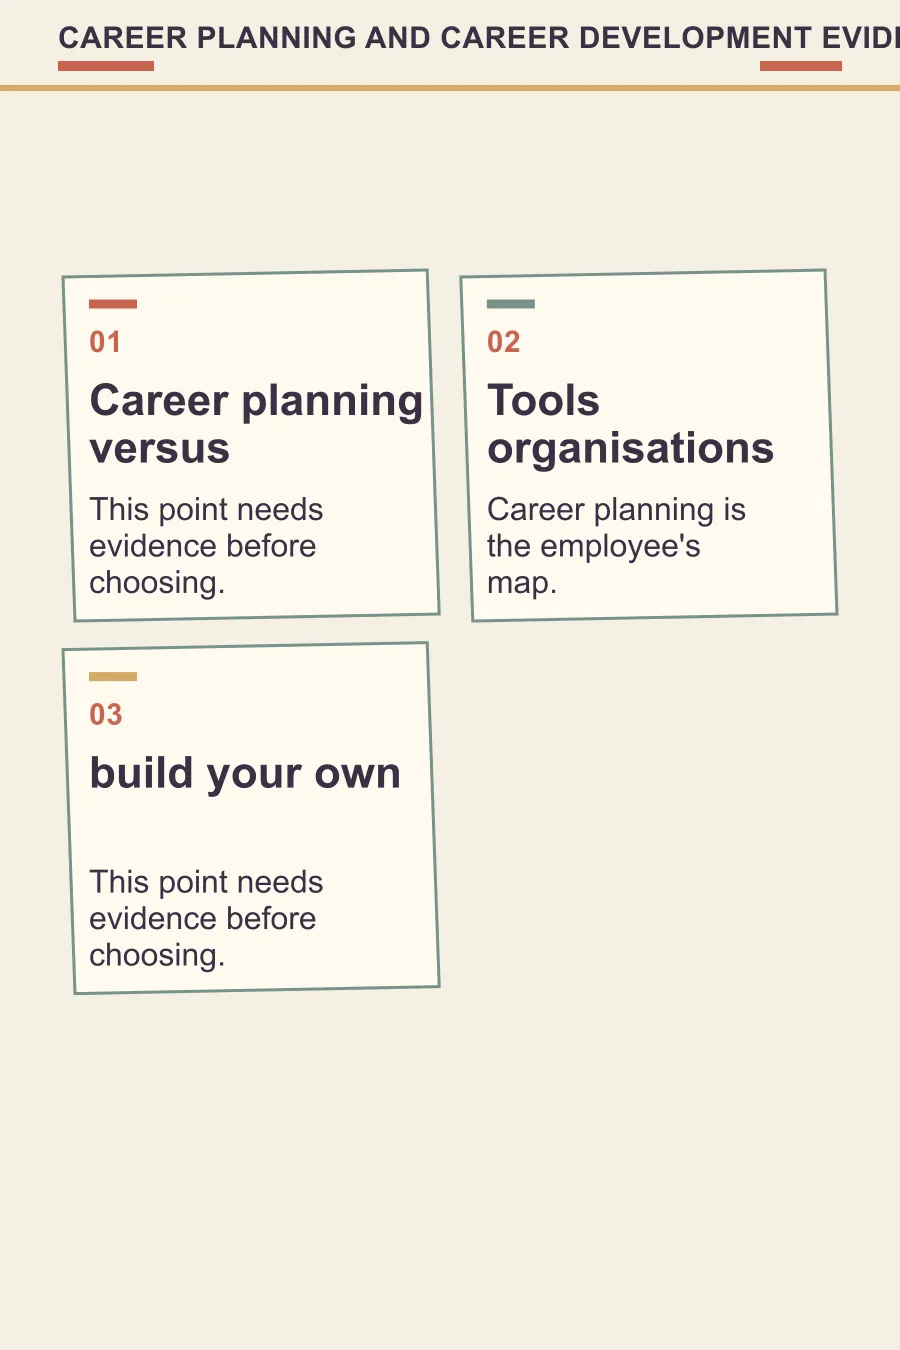 CAREER PLANNING AND CAREER DEVELOPMENT
01
Career planning
versus
This point needs
evidence before
choosing.
02
Tools
organisations
Career planning is
the employee's
map.
03
build your own
This point needs
evidence before
choosing.